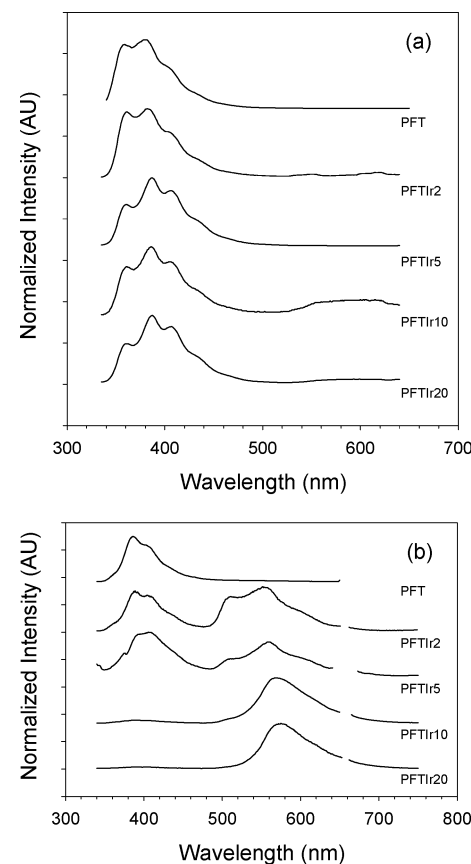 (a)
PFT
PFTIr2
PFTIr5
PFTIr10
PFTIr20
Normalized Intensity (AU)
300 400 500 600 700
Wavelength (nm)
(b)
PFT
PFTIr2
PFTIr5
PFTIr10
PFTIr20
Normalized Intensity (AU)
300 400 500 600 700 800
Wavelength (nm)